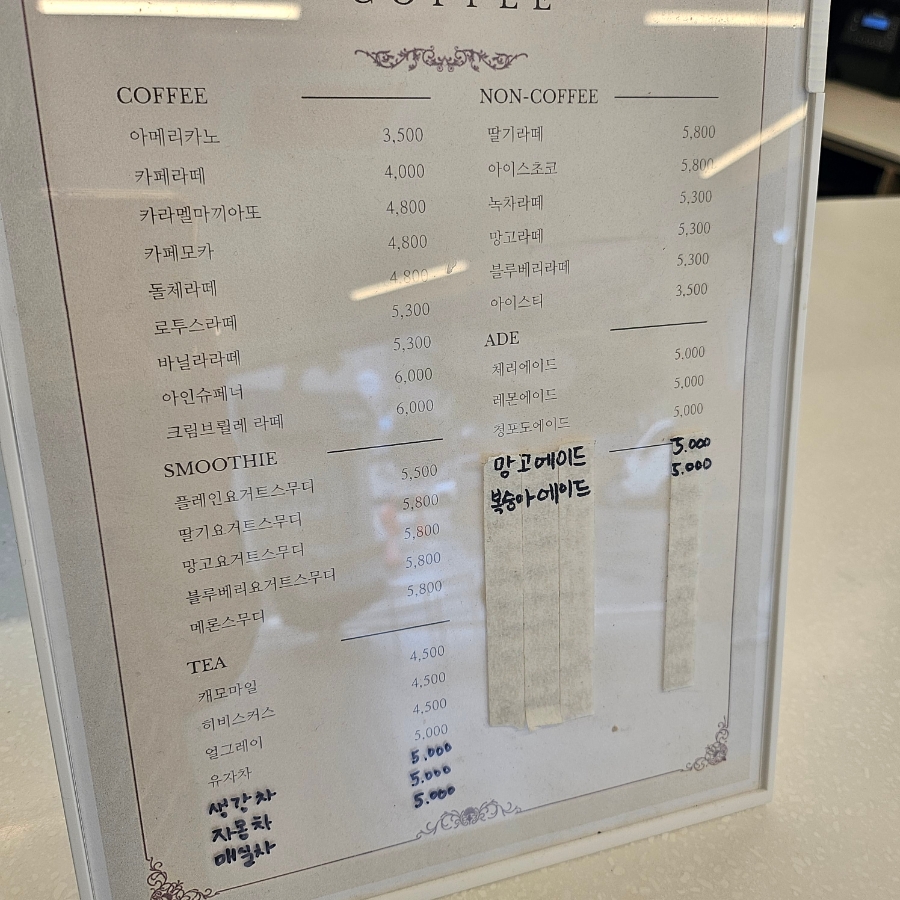 COFFEE
COFFEE
아메리카노 3,500
카페라떼 4,000
카라멜마끼아또 4,800
카페모카 4,800
돌체라떼 4,800
로투스라떼 5,300
바닐라라떼 5,300
아인슈페너 6,000
크림브륄레 라떼 6,000
SMOOTHIE
플레인요거트스무디 5,500
딸기요거트스무디 5,800
망고요거트스무디 5,800
블루베리요거트스무디 5,800
메론스무디 5,800
TEA
캐모마일 4,500
히비스커스 4,500
얼그레이 4,500
유자차 5,000
생강차 5.000
자몽차 5.000
매실차 5.000
NON-COFFEE
딸기라떼 5,800
아이스초코 5,800
녹차라떼 5,300
망고라떼 5,300
블루베리라떼 5,300
아이스티 3,500
ADE
체리에이드 5,000
레몬에이드 5,000
청포도에이드 5,000
망고에이드 5.000
복숭아에이드 5.000